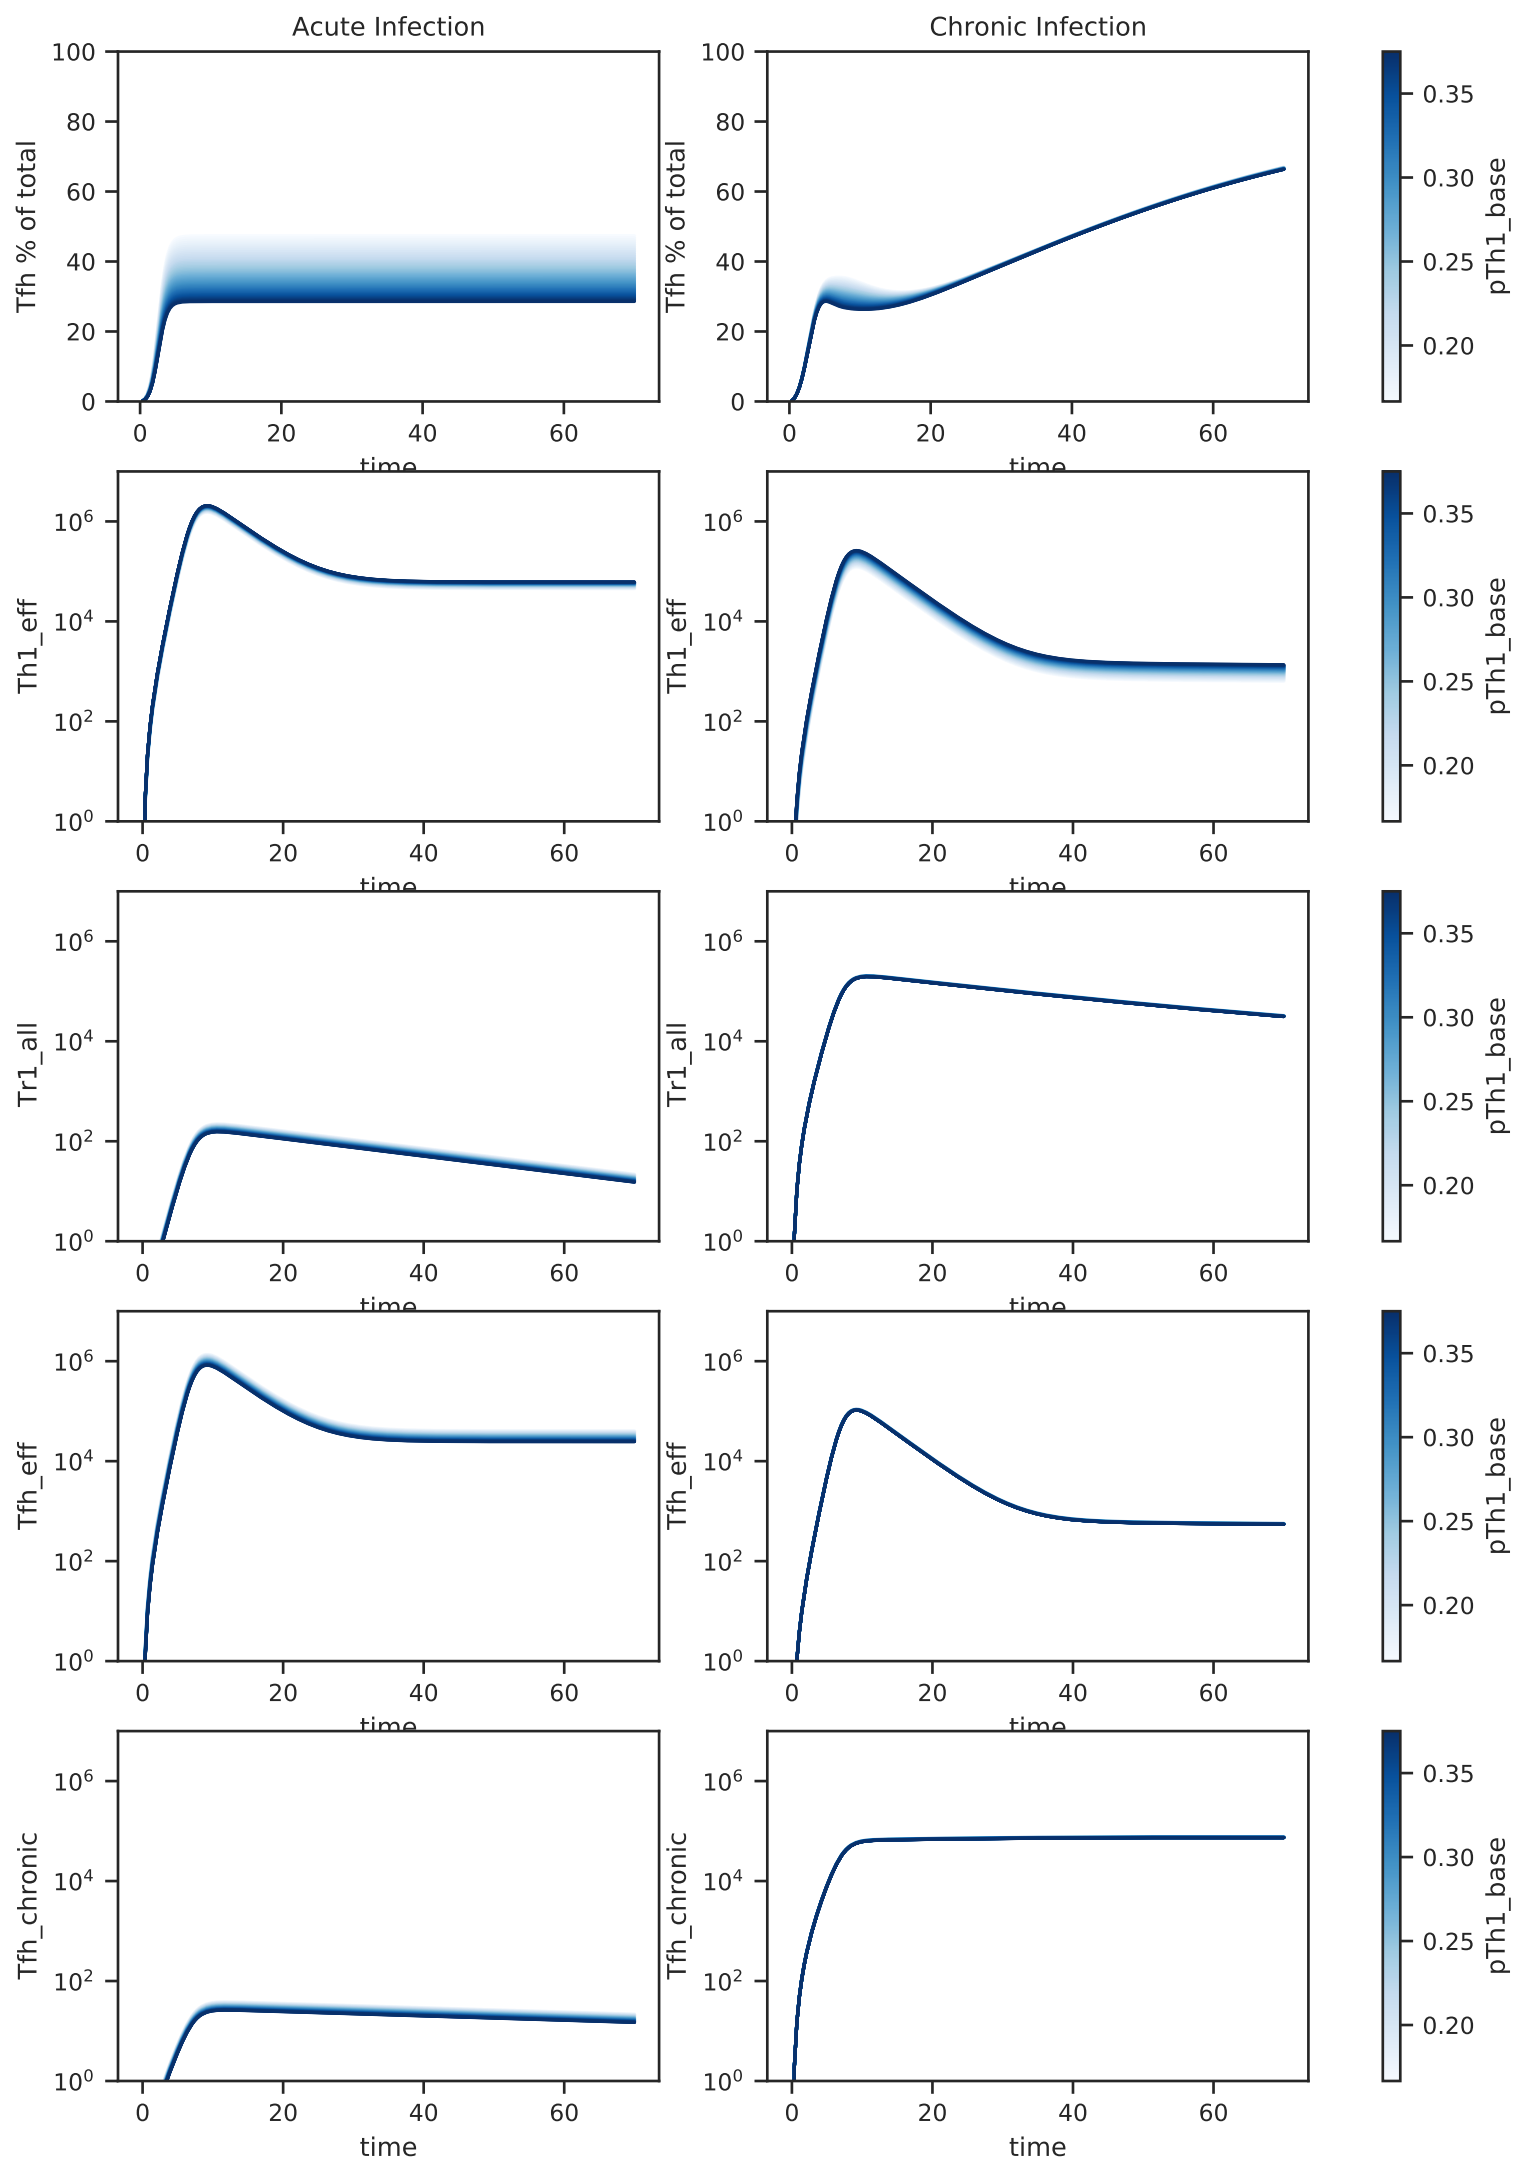 Acute Infection
Chronic Infection
Tfh % of total
100
80
60
40
20
0
0 20 40 60
time
Tfh % of total
100
80
60
40
20
0
0 20 40 60
time
0.35
0.30
0.25
0.20
pTh1_base
Th1_eff
10⁶
10⁴
10²
10⁰
0 20 40 60
time
Th1_eff
10⁶
10⁴
10²
10⁰
0 20 40 60
time
0.35
0.30
0.25
0.20
pTh1_base
Tr1_all
10⁶
10⁴
10²
10⁰
0 20 40 60
time
Tr1_all
10⁶
10⁴
10²
10⁰
0 20 40 60
time
0.35
0.30
0.25
0.20
pTh1_base
Tfh_eff
10⁶
10⁴
10²
10⁰
0 20 40 60
time
Tfh_eff
10⁶
10⁴
10²
10⁰
0 20 40 60
time
0.35
0.30
0.25
0.20
pTh1_base
Tfh_chronic
10⁶
10⁴
10²
10⁰
0 20 40 60
time
Tfh_chronic
10⁶
10⁴
10²
10⁰
0 20 40 60
time
0.35
0.30
0.25
0.20
pTh1_base